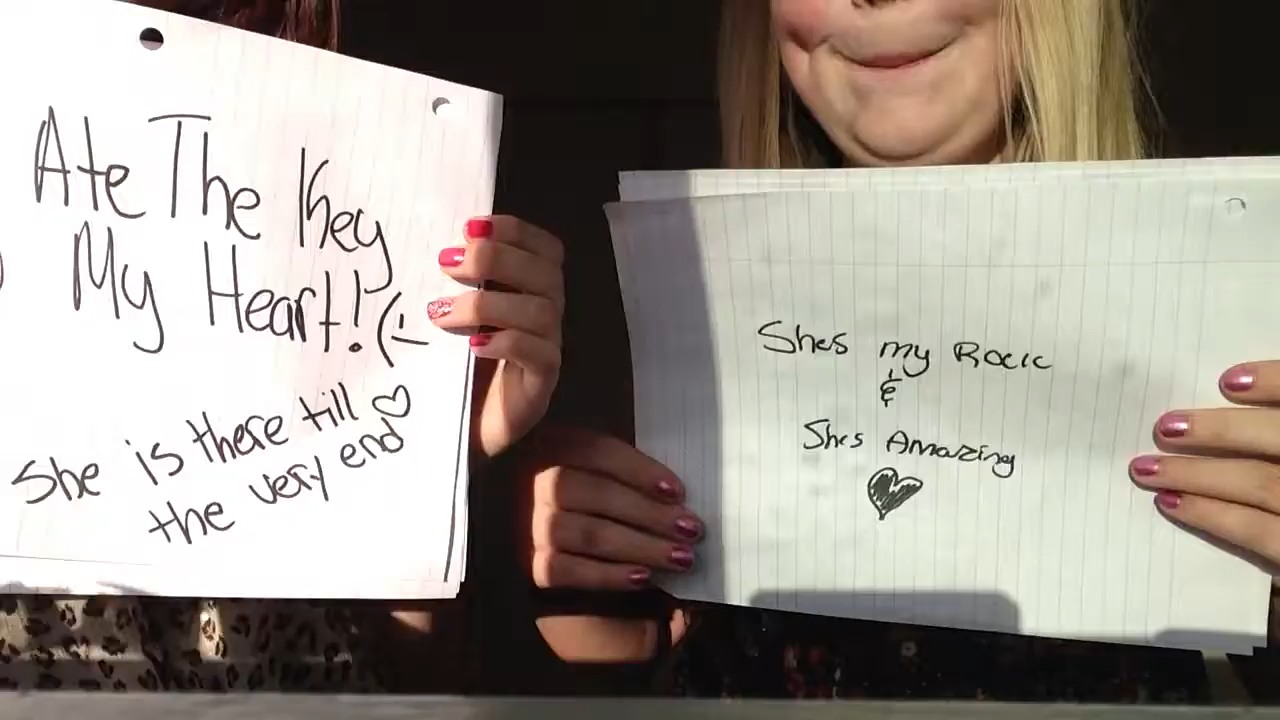 Ate The Key
My Heart! (-:
She is there till ♡
the very end
Shes my Rock
&
Shes Amazing
♥